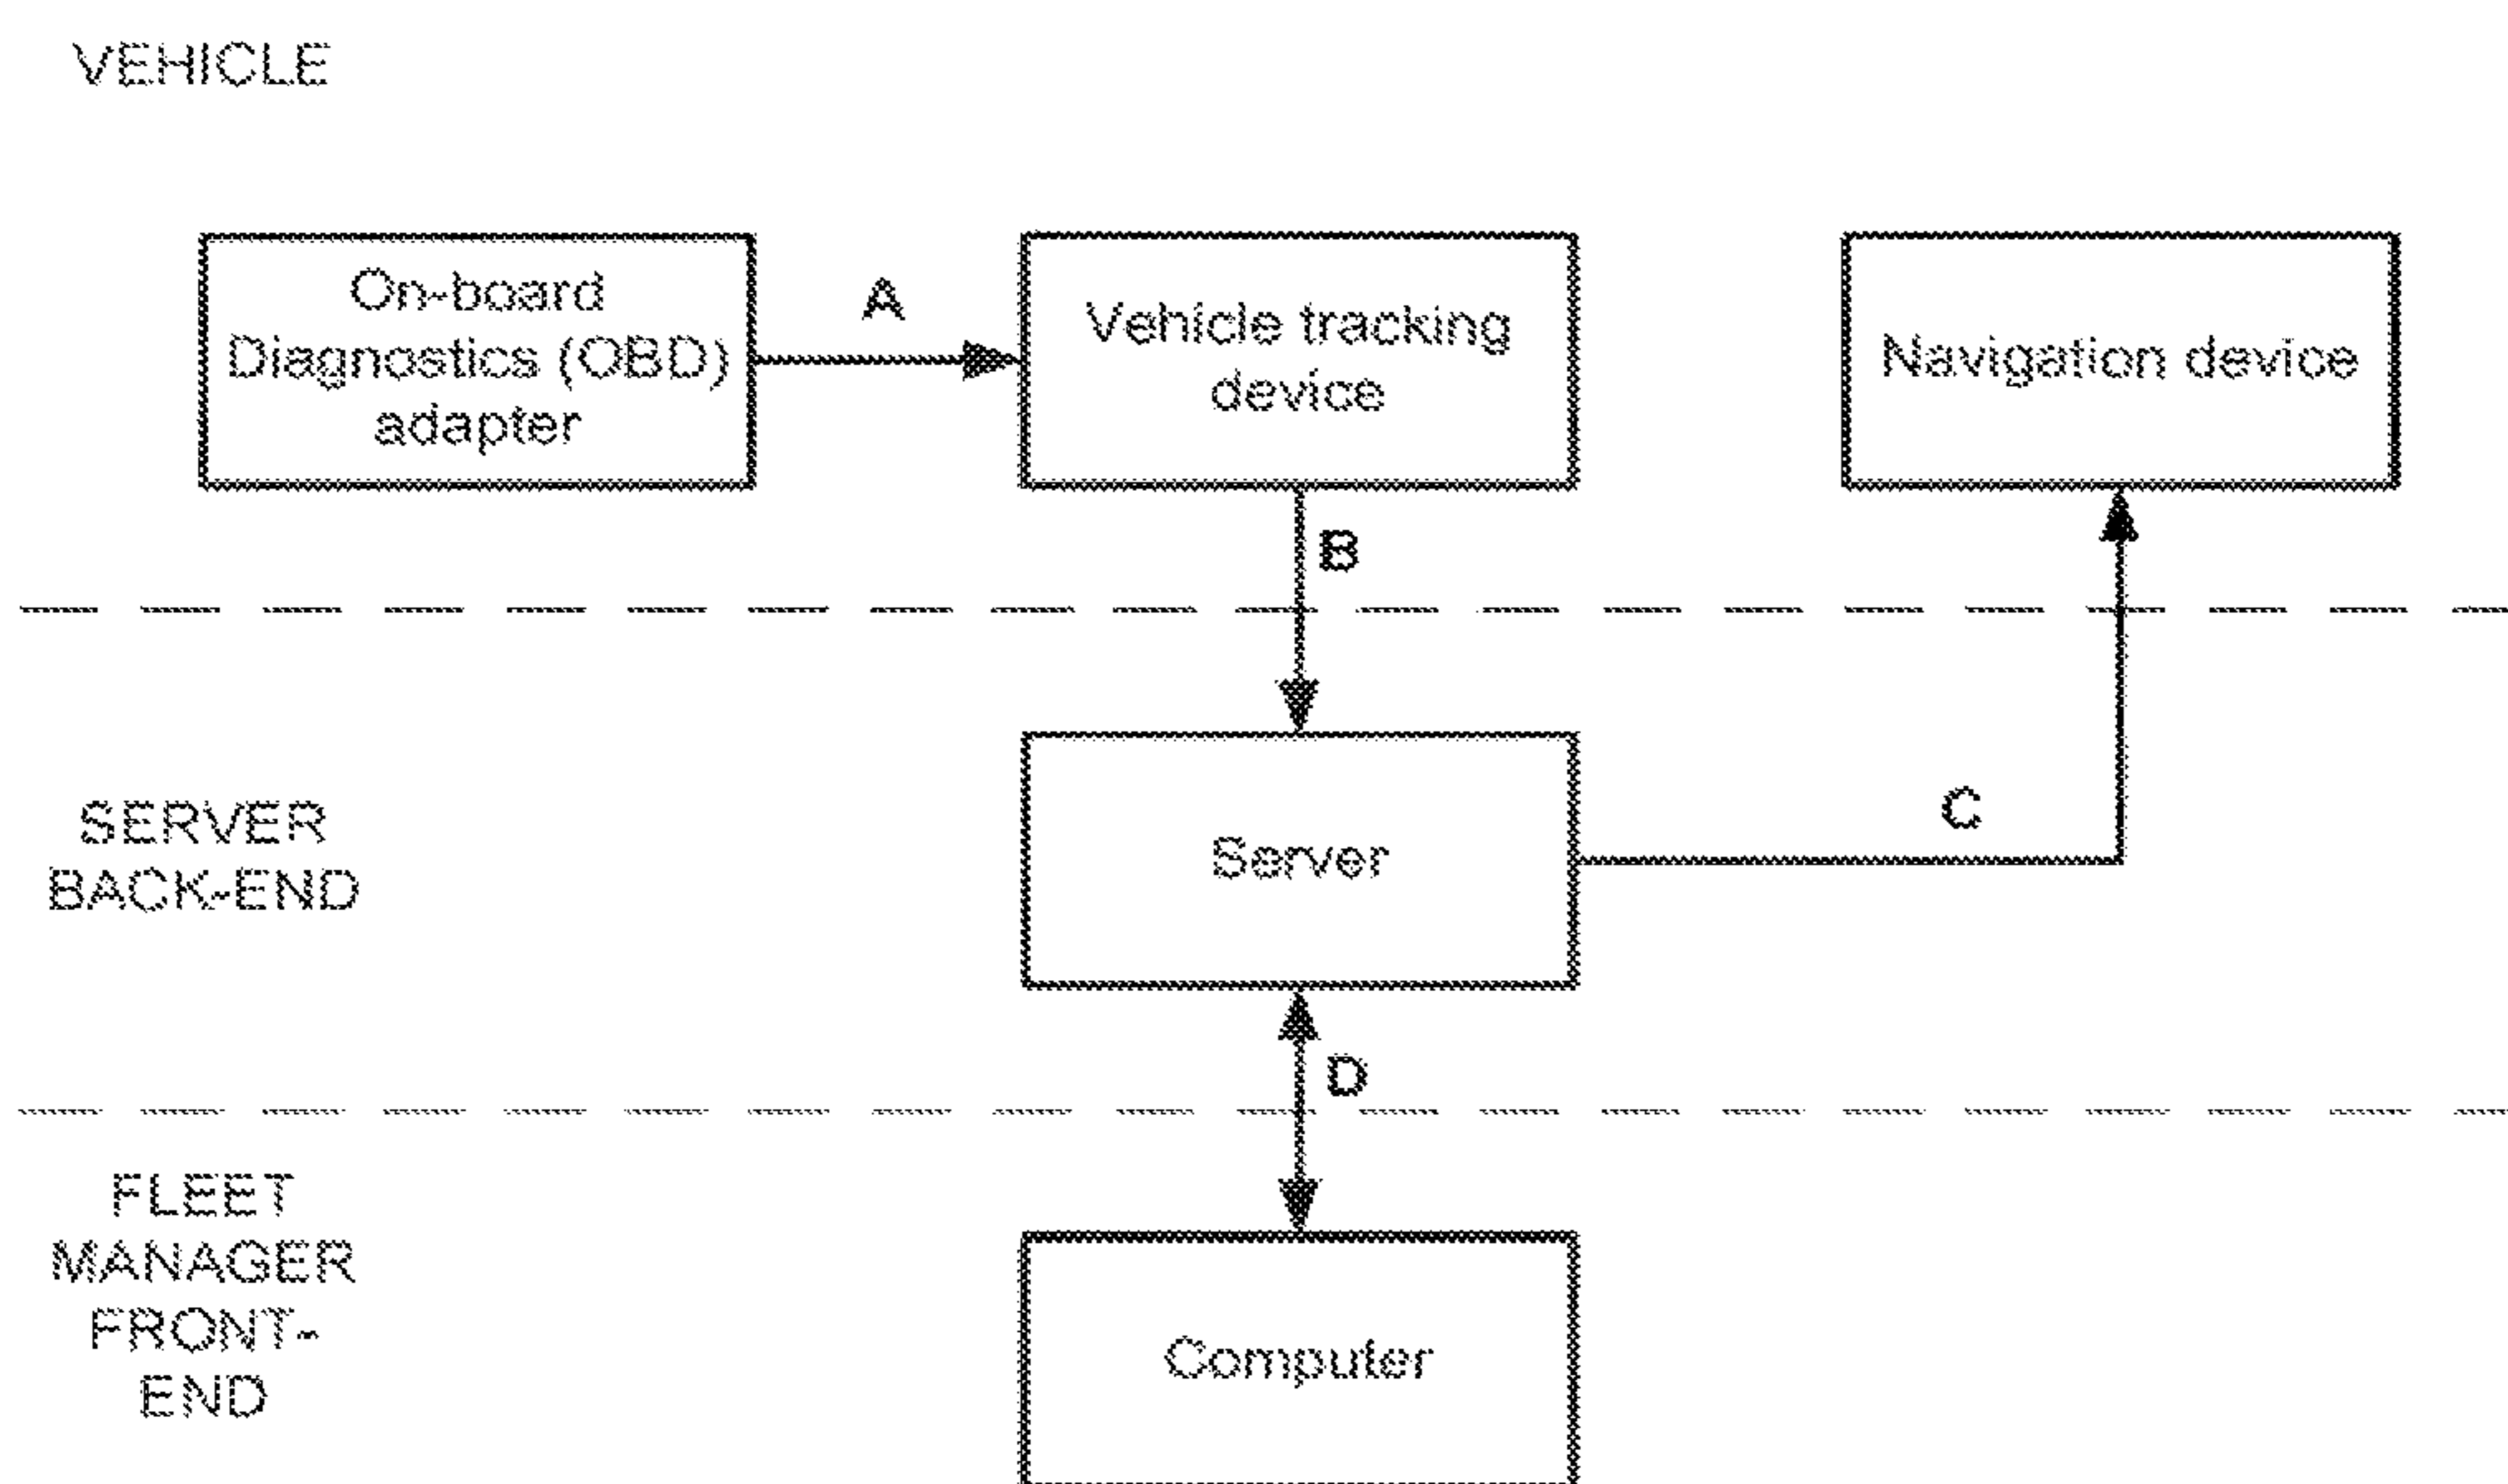 VEHICLE
On-board
Diagnostics (OBD)
adapter
A
Vehicle tracking
device
Navigation device
B
SERVER
BACK-END
Server
C
D
FLEET
MANAGER
FRONT-
END
Computer